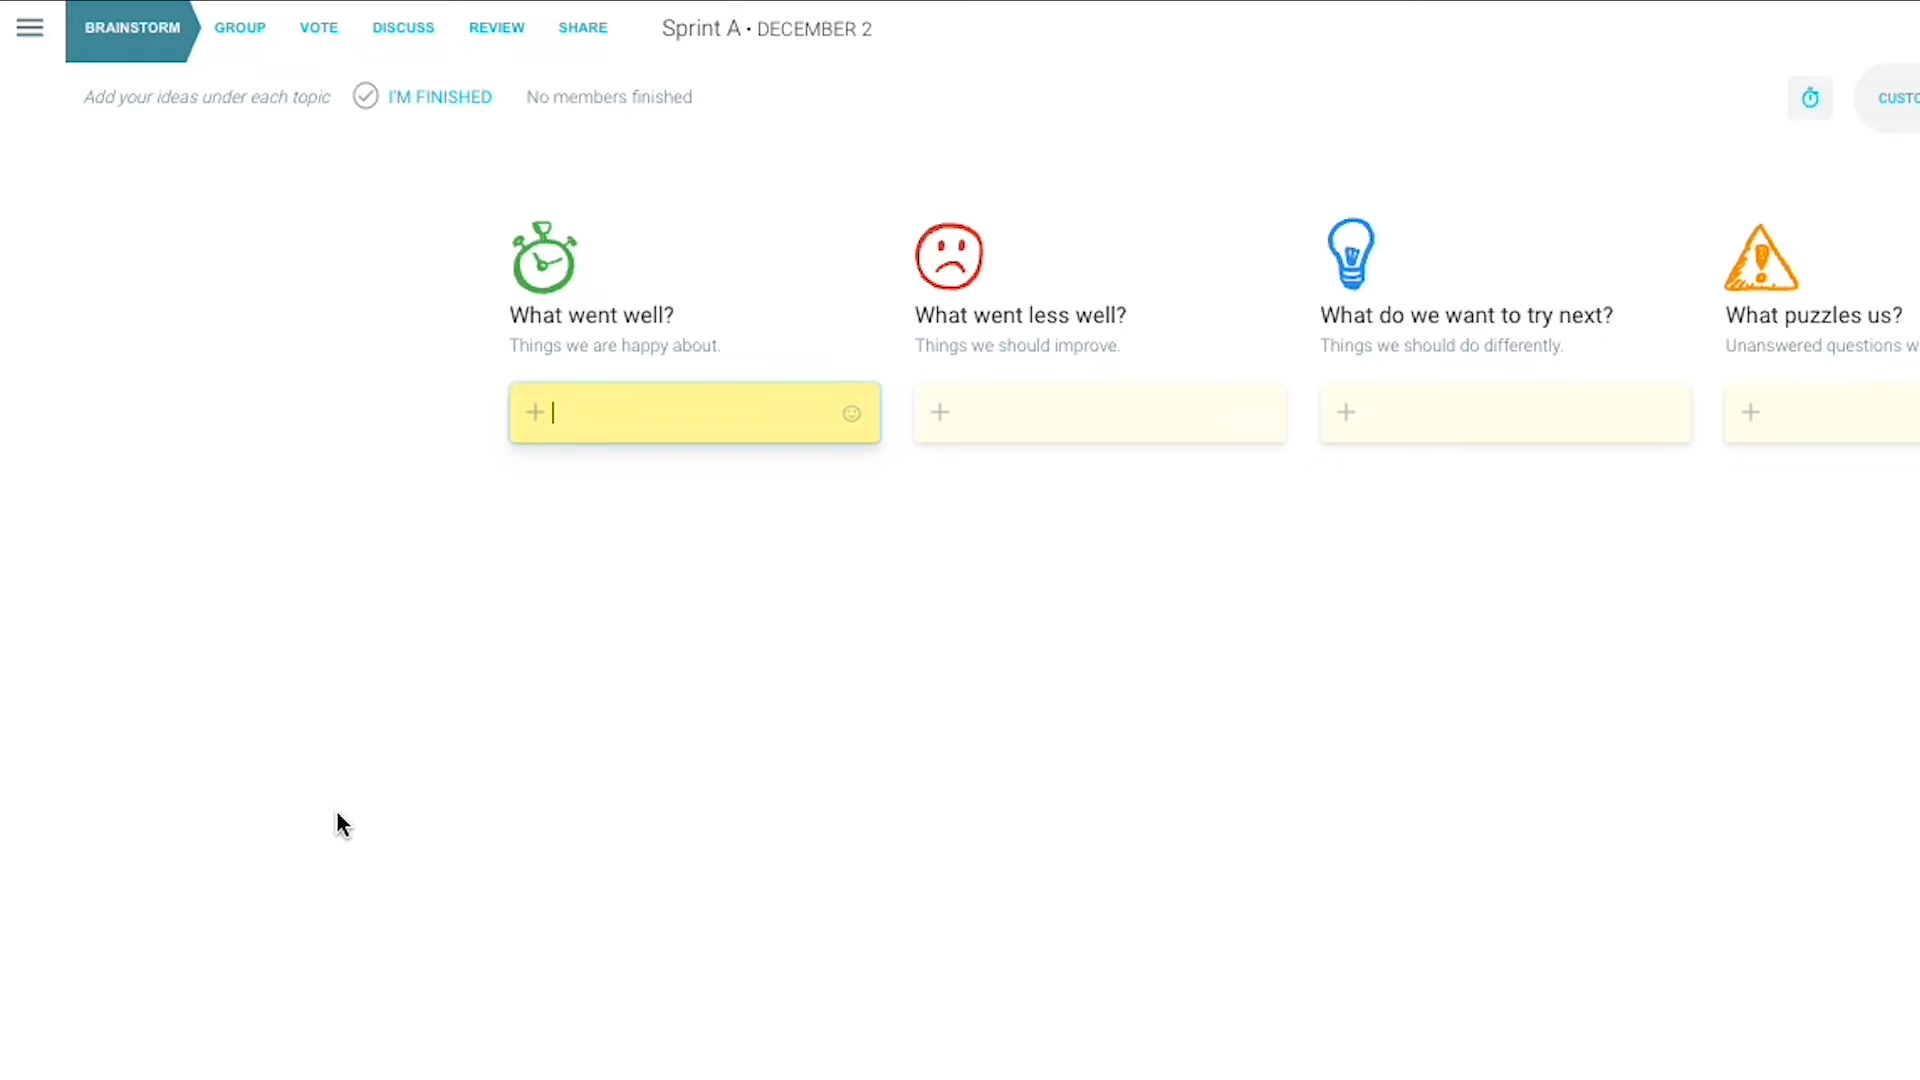 BRAINSTORM GROUP VOTE DISCUSS REVIEW SHARE Sprint A • DECEMBER 2
Add your ideas under each topic I'M FINISHED No members finished
What went well?
Things we are happy about.
What went less well?
Things we should improve.
What do we want to try next?
Things we should do differently.
What puzzles us?
Unanswered questions